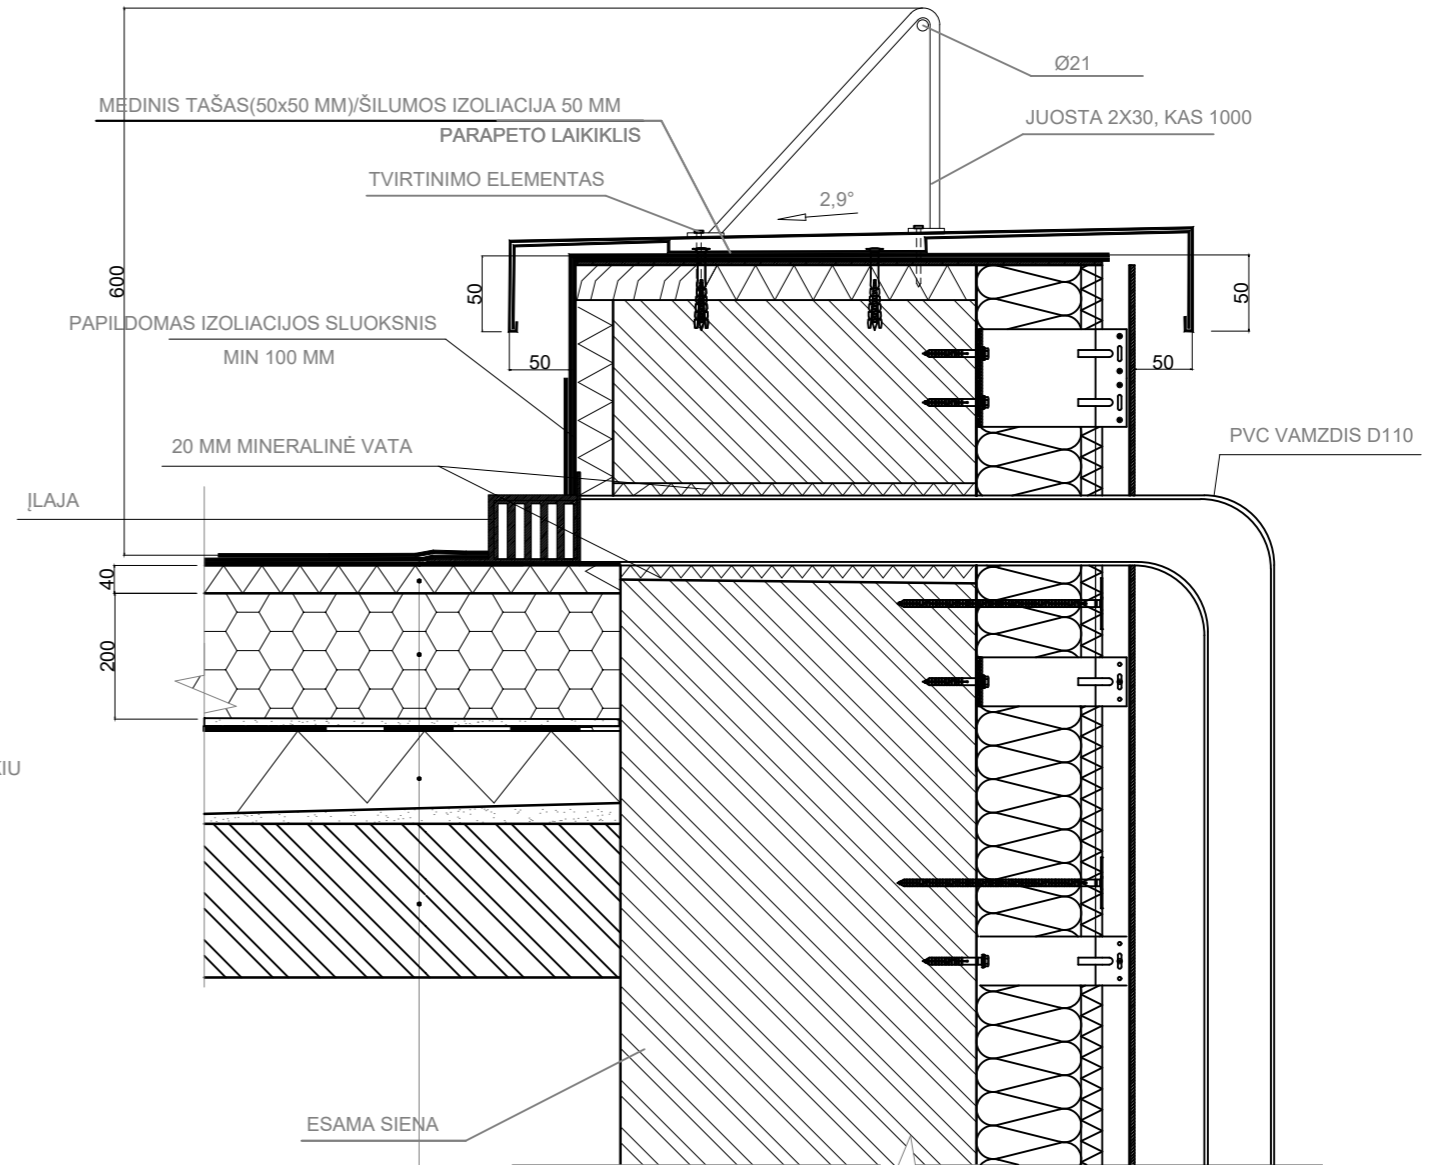 Ø21
MEDINIS TAŠAS(50x50 MM)/ŠILUMOS IZOLIACIJA 50 MM
PARAPETO LAIKIKLIS
JUOSTA 2X30, KAS 1000
TVIRTINIMO ELEMENTAS
2,9°
600
50
50
PAPILDOMAS IZOLIACIJOS SLUOKSNIS
MIN 100 MM
50
50
20 MM MINERALINĖ VATA
PVC VAMZDIS D110
ĮLAJA
40
200
KIU
ESAMA SIENA